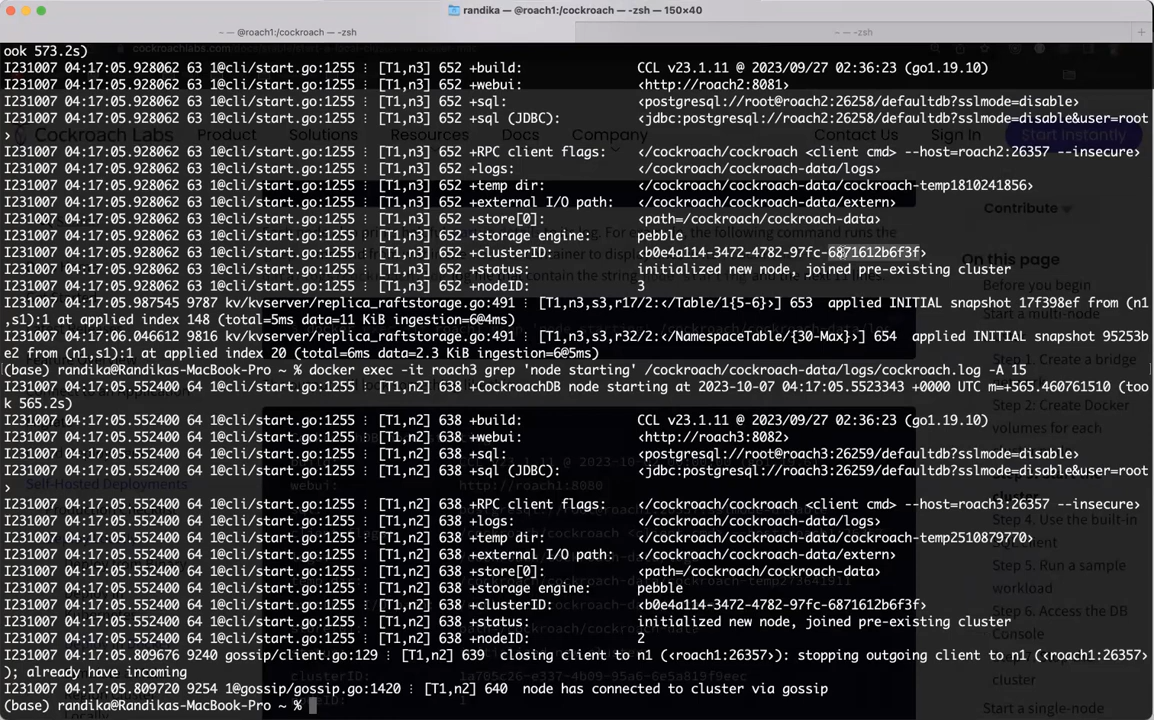 randika — @roach1:/cockroach — -zsh — 150×40
~ — @roach1:/cockroach — -zsh
~ — -zsh
ook 573.2s)
I231007 04:17:05.928062 63 1@cli/start.go:1255 ⋮ [T1,n3] 652 +build: CCL v23.1.11 @ 2023/09/27 02:36:23 (go1.19.10)
I231007 04:17:05.928062 63 1@cli/start.go:1255 ⋮ [T1,n3] 652 +webui: ‹http://roach2:8081›
I231007 04:17:05.928062 63 1@cli/start.go:1255 ⋮ [T1,n3] 652 +sql: ‹postgresql://root@roach2:26258/defaultdb?sslmode=disable›
I231007 04:17:05.928062 63 1@cli/start.go:1255 ⋮ [T1,n3] 652 +sql (JDBC): ‹jdbc:postgresql://roach2:26258/defaultdb?sslmode=disable&user=root
›
Cockroach Labs Product Solutions Resources Docs Company Contact Us Sign In Start Instantly
I231007 04:17:05.928062 63 1@cli/start.go:1255 ⋮ [T1,n3] 652 +RPC client flags: ‹/cockroach/cockroach <client cmd> --host=roach2:26357 --insecure›
I231007 04:17:05.928062 63 1@cli/start.go:1255 ⋮ [T1,n3] 652 +logs: ‹/cockroach/cockroach-data/logs›
I231007 04:17:05.928062 63 1@cli/start.go:1255 ⋮ [T1,n3] 652 +temp dir: ‹/cockroach/cockroach-data/cockroach-temp1810241856›
I231007 04:17:05.928062 63 1@cli/start.go:1255 ⋮ [T1,n3] 652 +external I/O path: ‹/cockroach/cockroach-data/extern›
I231007 04:17:05.928062 63 1@cli/start.go:1255 ⋮ [T1,n3] 652 +store[0]: ‹path=/cockroach/cockroach-data›
I231007 04:17:05.928062 63 1@cli/start.go:1255 ⋮ [T1,n3] 652 +storage engine: pebble
I231007 04:17:05.928062 63 1@cli/start.go:1255 ⋮ [T1,n3] 652 +clusterID: ‹b0e4a114-3472-4782-97fc-6871612b6f3f›
I231007 04:17:05.928062 63 1@cli/start.go:1255 ⋮ [T1,n3] 652 +status: initialized new node, joined pre-existing cluster
I231007 04:17:05.928062 63 1@cli/start.go:1255 ⋮ [T1,n3] 652 +nodeID: 3
I231007 04:17:05.987545 9787 kv/kvserver/replica_raftstorage.go:491 ⋮ [T1,n3,s3,r17/2:‹/Table/1{5-6}›] 653 applied INITIAL snapshot 17f398ef from (n1
,s1):1 at applied index 148 (total=5ms data=11 KiB ingestion=6@4ms)
I231007 04:17:06.046612 9816 kv/kvserver/replica_raftstorage.go:491 ⋮ [T1,n3,s3,r32/2:‹/NamespaceTable/{30-Max}›] 654 applied INITIAL snapshot 95253b
e2 from (n1,s1):1 at applied index 20 (total=6ms data=2.3 KiB ingestion=6@5ms)
(base) randika@Randikas-MacBook-Pro ~ % docker exec -it roach3 grep 'node starting' /cockroach/cockroach-data/logs/cockroach.log -A 15
I231007 04:17:05.552400 64 1@cli/start.go:1255 ⋮ [T1,n2] 638 +CockroachDB node starting at 2023-10-07 04:17:05.5523343 +0000 UTC m=+565.460761510 (too
k 565.2s)
I231007 04:17:05.552400 64 1@cli/start.go:1255 ⋮ [T1,n2] 638 +build: CCL v23.1.11 @ 2023/09/27 02:36:23 (go1.19.10)
I231007 04:17:05.552400 64 1@cli/start.go:1255 ⋮ [T1,n2] 638 +webui: ‹http://roach3:8082›
I231007 04:17:05.552400 64 1@cli/start.go:1255 ⋮ [T1,n2] 638 +sql: ‹postgresql://root@roach3:26259/defaultdb?sslmode=disable›
I231007 04:17:05.552400 64 1@cli/start.go:1255 ⋮ [T1,n2] 638 +sql (JDBC): ‹jdbc:postgresql://roach3:26259/defaultdb?sslmode=disable&user=root
›
I231007 04:17:05.552400 64 1@cli/start.go:1255 ⋮ [T1,n2] 638 +RPC client flags: ‹/cockroach/cockroach <client cmd> --host=roach3:26357 --insecure›
I231007 04:17:05.552400 64 1@cli/start.go:1255 ⋮ [T1,n2] 638 +logs: ‹/cockroach/cockroach-data/logs›
I231007 04:17:05.552400 64 1@cli/start.go:1255 ⋮ [T1,n2] 638 +temp dir: ‹/cockroach/cockroach-data/cockroach-temp2510879770›
I231007 04:17:05.552400 64 1@cli/start.go:1255 ⋮ [T1,n2] 638 +external I/O path: ‹/cockroach/cockroach-data/extern›
I231007 04:17:05.552400 64 1@cli/start.go:1255 ⋮ [T1,n2] 638 +store[0]: ‹path=/cockroach/cockroach-data›
I231007 04:17:05.552400 64 1@cli/start.go:1255 ⋮ [T1,n2] 638 +storage engine: pebble
I231007 04:17:05.552400 64 1@cli/start.go:1255 ⋮ [T1,n2] 638 +clusterID: ‹b0e4a114-3472-4782-97fc-6871612b6f3f›
I231007 04:17:05.552400 64 1@cli/start.go:1255 ⋮ [T1,n2] 638 +status: initialized new node, joined pre-existing cluster
I231007 04:17:05.552400 64 1@cli/start.go:1255 ⋮ [T1,n2] 638 +nodeID: 2
I231007 04:17:05.809676 9240 gossip/client.go:129 ⋮ [T1,n2] 639 closing client to n1 (‹roach1:26357›): stopping outgoing client to n1 (‹roach1:26357›
); already have incoming
I231007 04:17:05.809720 9254 1@gossip/gossip.go:1420 ⋮ [T1,n2] 640 node has connected to cluster via gossip
(base) randika@Randikas-MacBook-Pro ~ %
Contribute
On this page
Before you begin
Start a multi-node
Step 1. Create a bridge
Step 2: Create Docker
volumes for each
Step 4. Use the built-in
SQL client
Step 5. Run a sample
workload
Step 6. Access the DB
Console
Start a single-node